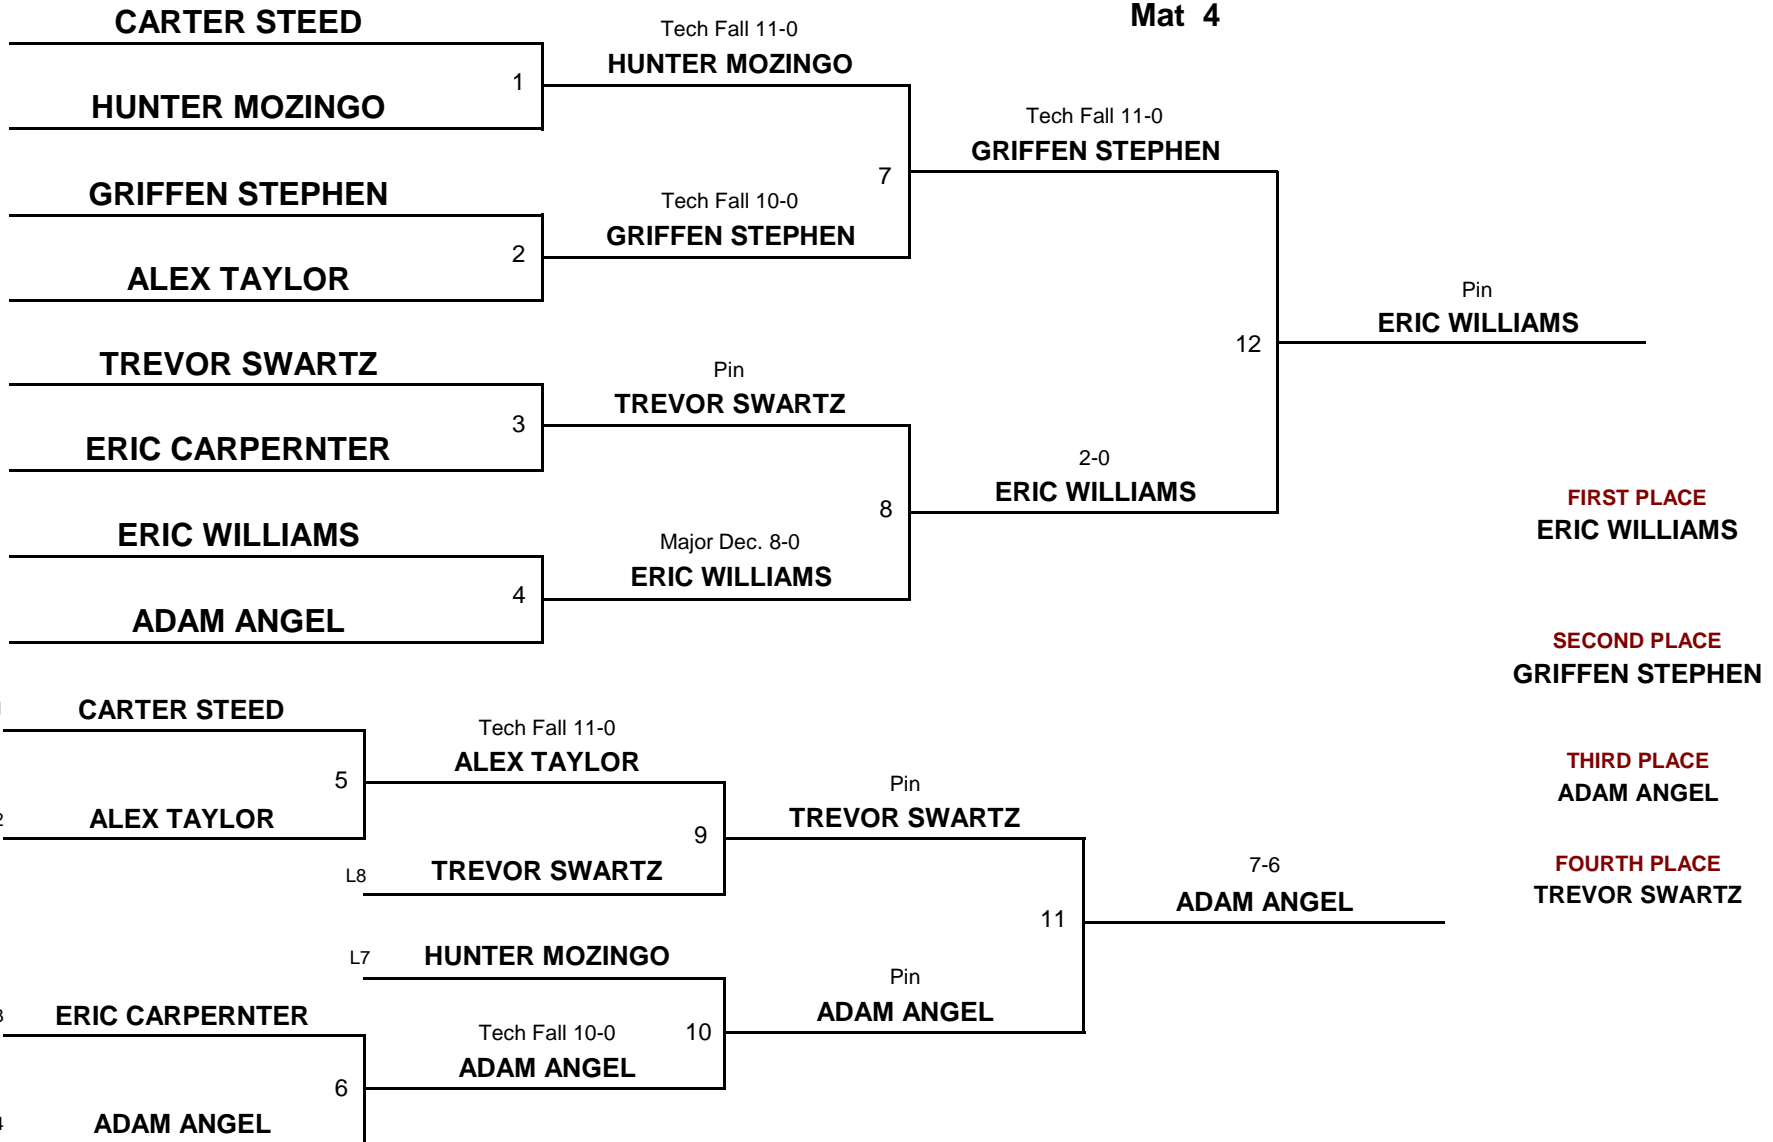 Mat 4
CARTER STEED
Tech Fall 11-0
HUNTER MOZINGO
1
HUNTER MOZINGO
Tech Fall 11-0
GRIFFEN STEPHEN
7
GRIFFEN STEPHEN
Tech Fall 10-0
GRIFFEN STEPHEN
2
ALEX TAYLOR
Pin
ERIC WILLIAMS
12
TREVOR SWARTZ
Pin
TREVOR SWARTZ
3
ERIC CARPERNTER
2-0
ERIC WILLIAMS
8
FIRST PLACE
ERIC WILLIAMS
ERIC WILLIAMS
Major Dec. 8-0
ERIC WILLIAMS
4
ADAM ANGEL
SECOND PLACE
GRIFFEN STEPHEN
CARTER STEED
Tech Fall 11-0
ALEX TAYLOR
5
ALEX TAYLOR
THIRD PLACE
ADAM ANGEL
Pin
TREVOR SWARTZ
9
L8 TREVOR SWARTZ
7-6
ADAM ANGEL
11
FOURTH PLACE
TREVOR SWARTZ
L7 HUNTER MOZINGO
Pin
ADAM ANGEL
10
ERIC CARPERNTER
Tech Fall 10-0
ADAM ANGEL
6
ADAM ANGEL